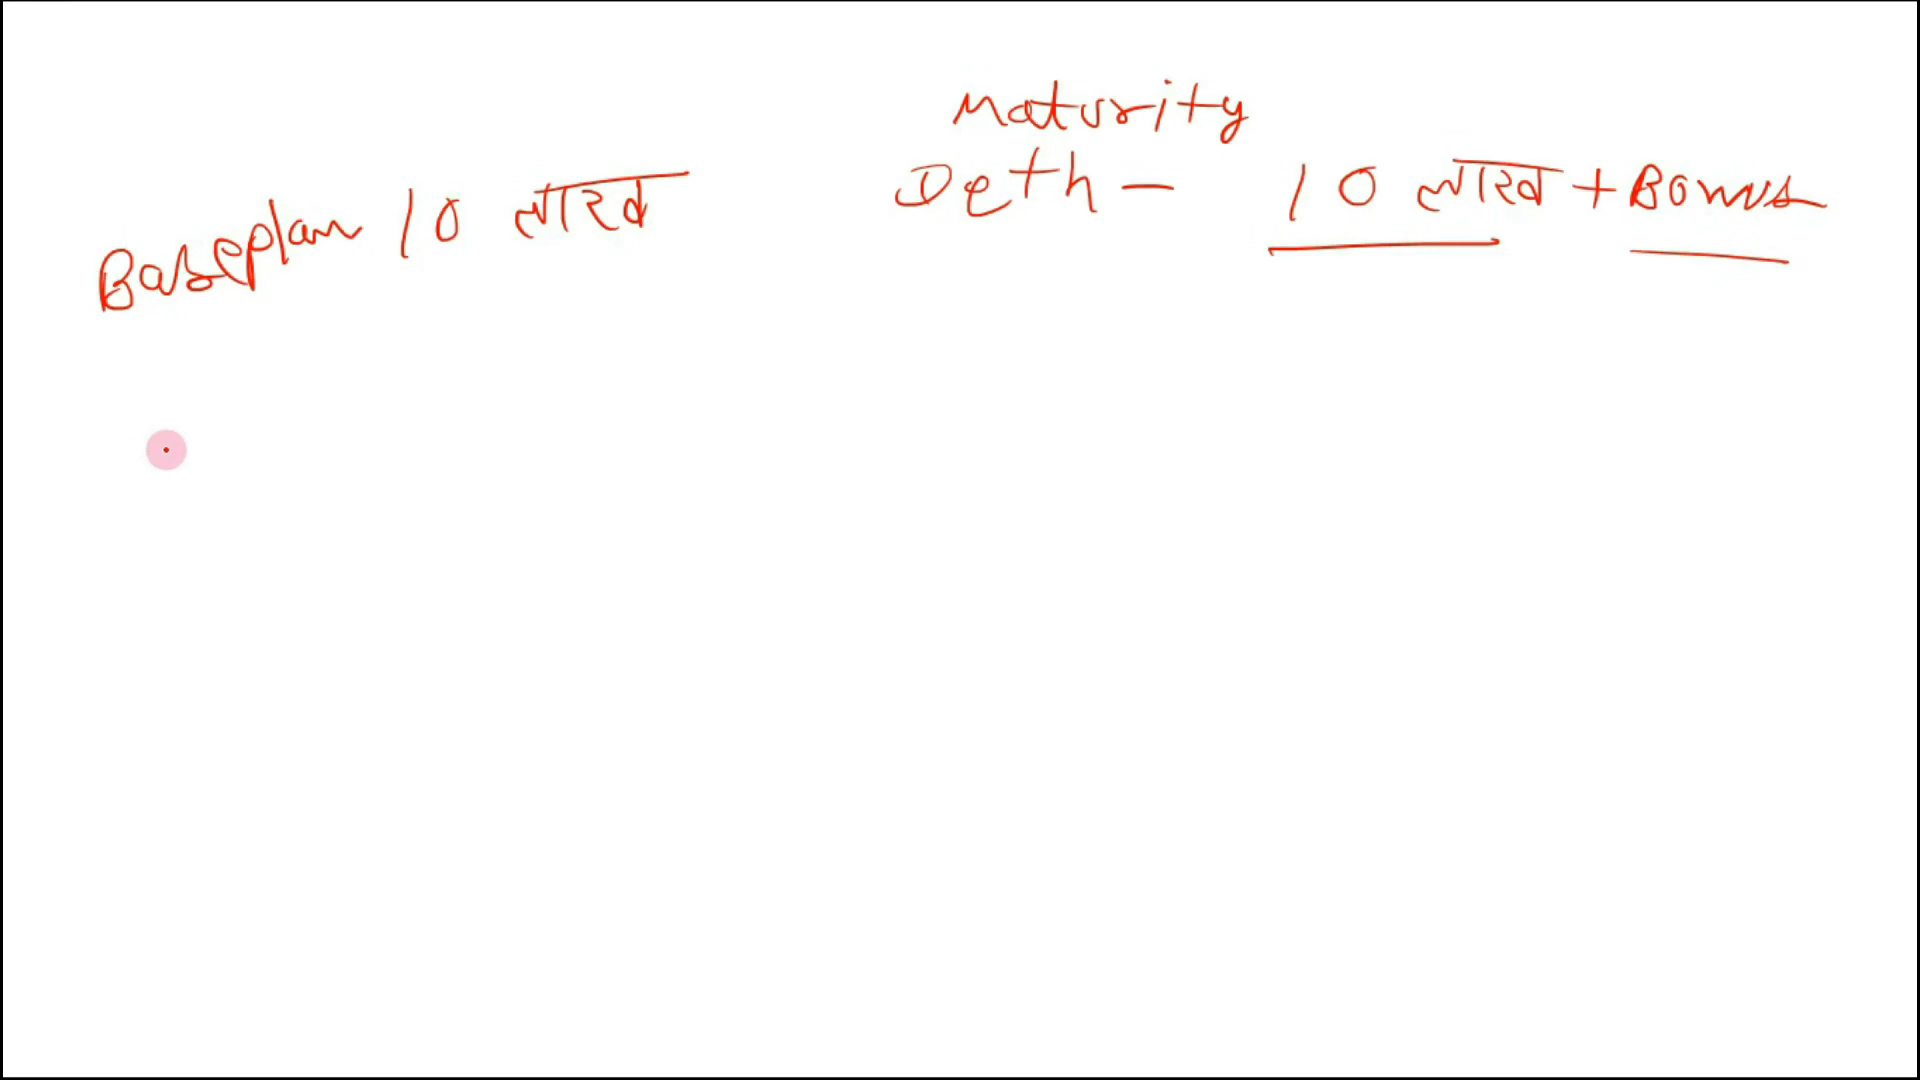 Maturity
Baseplan 10 लाख
Deth - 10 लाख + Bonus